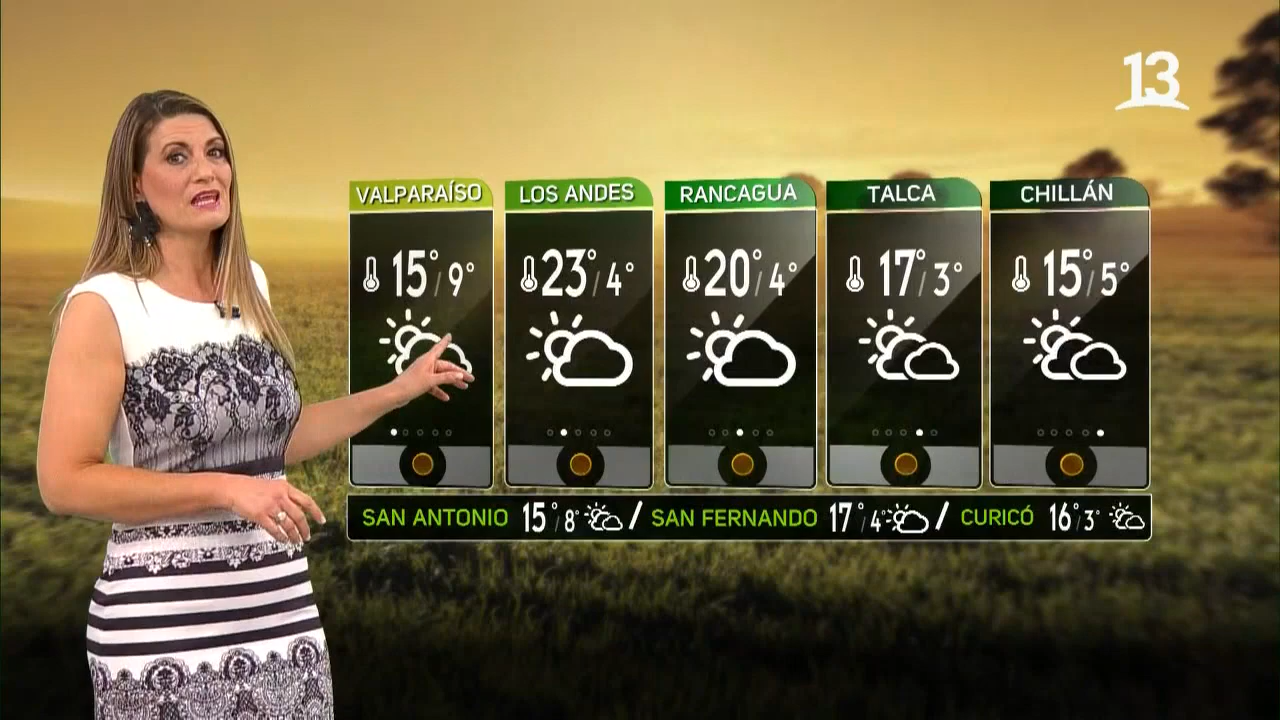 13
VALPARAÍSO
15°/9°
LOS ANDES
23°/4°
RANCAGUA
20°/4°
TALCA
17°/3°
CHILLÁN
15°/5°
SAN ANTONIO 15°/8° / SAN FERNANDO 17°/4° / CURICÓ 16°/3°